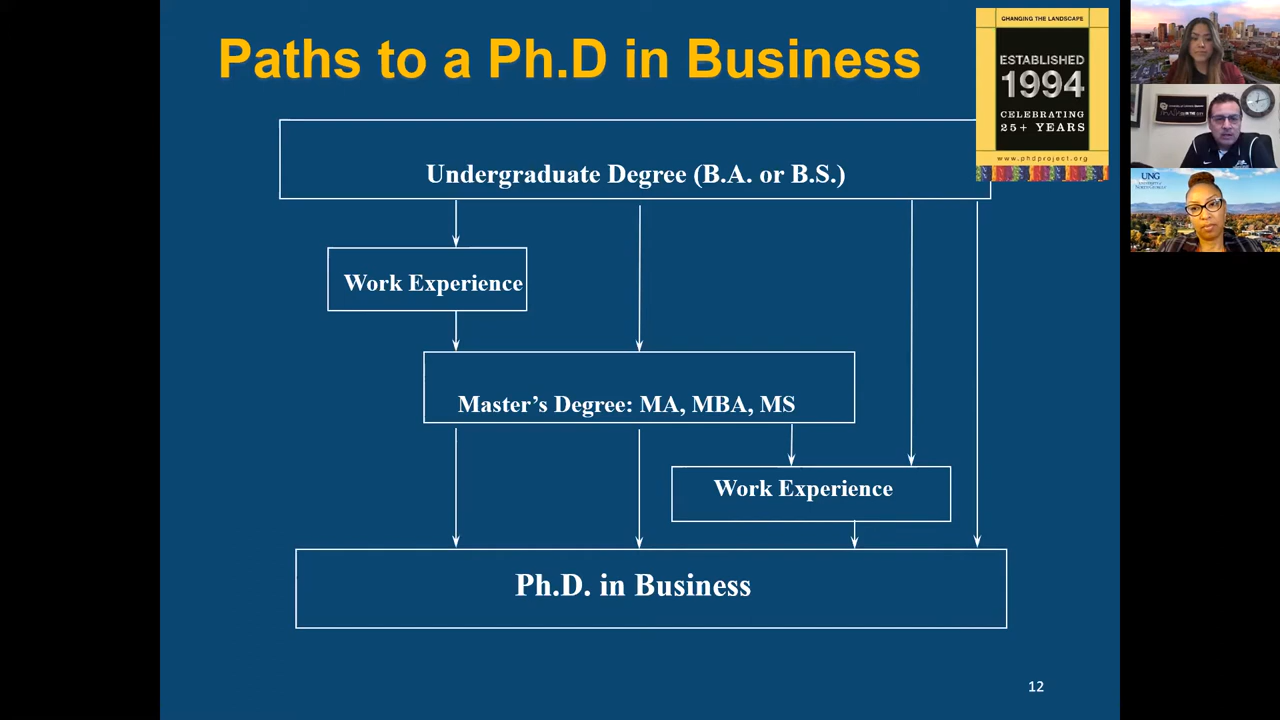 Paths to a Ph.D in Business
CHANGING THE LANDSCAPE
ESTABLISHED
1994
CELEBRATING
25+ YEARS
www.phdproject.org
Undergraduate Degree (B.A. or B.S.)
Work Experience
Master’s Degree: MA, MBA, MS
Work Experience
Ph.D. in Business
12
UNG